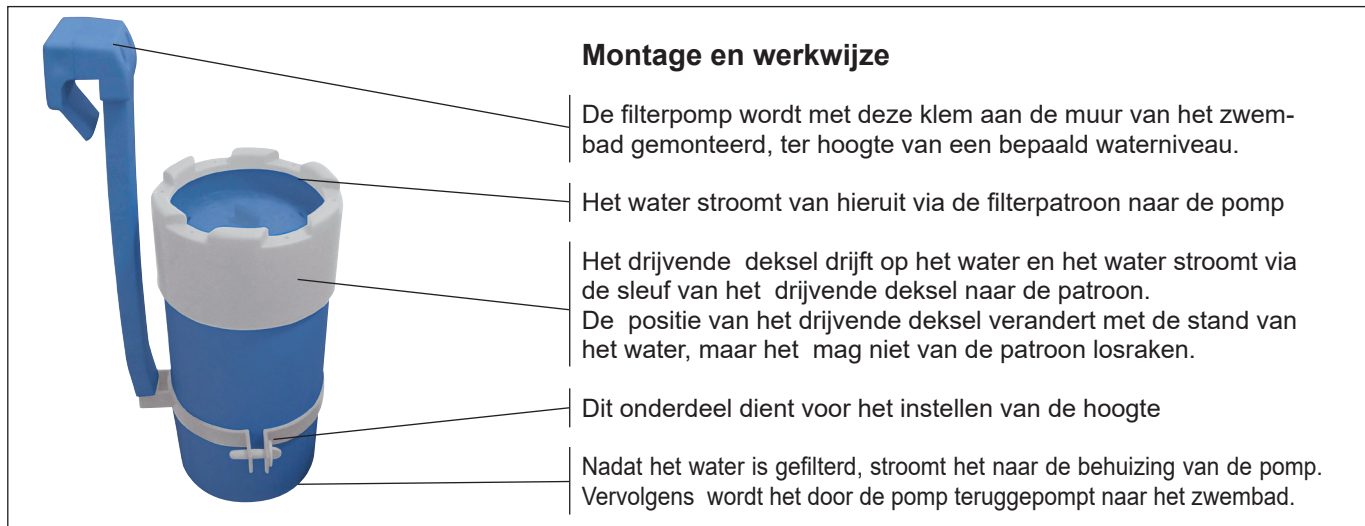 Montage en werkwijze
De filterpomp wordt met deze klem aan de muur van het zwem-
bad gemonteerd, ter hoogte van een bepaald waterniveau.
Het water stroomt van hieruit via de filterpatroon naar de pomp
Het drijvende  deksel drijft op het water en het water stroomt via
de sleuf van het  drijvende deksel naar de patroon.
De  positie van het drijvende deksel verandert met de stand van
het water, maar het  mag niet van de patroon losraken.
Dit onderdeel dient voor het instellen van de hoogte
Nadat het water is gefilterd, stroomt het naar de behuizing van de pomp.
Vervolgens  wordt het door de pomp teruggepompt naar het zwembad.